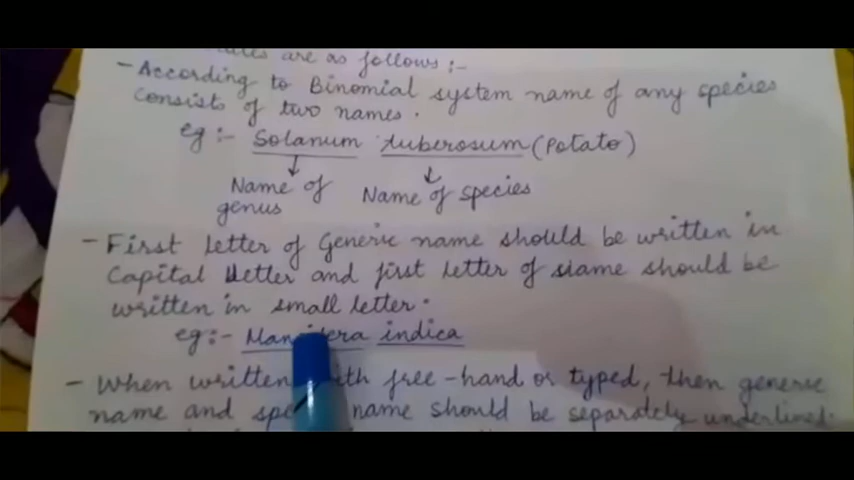 are as follows :-
- According to Binomial system name of any species
consists of two names.
eg :- Solanum tuberosum (Potato)
Name of Name of species
genus
- First letter of Generic name should be written in
Capital letter and first letter of siame should be
written in small letter.
eg :- indica
- When written with free-hand or typed, then generic
name and name should be separately underlined.